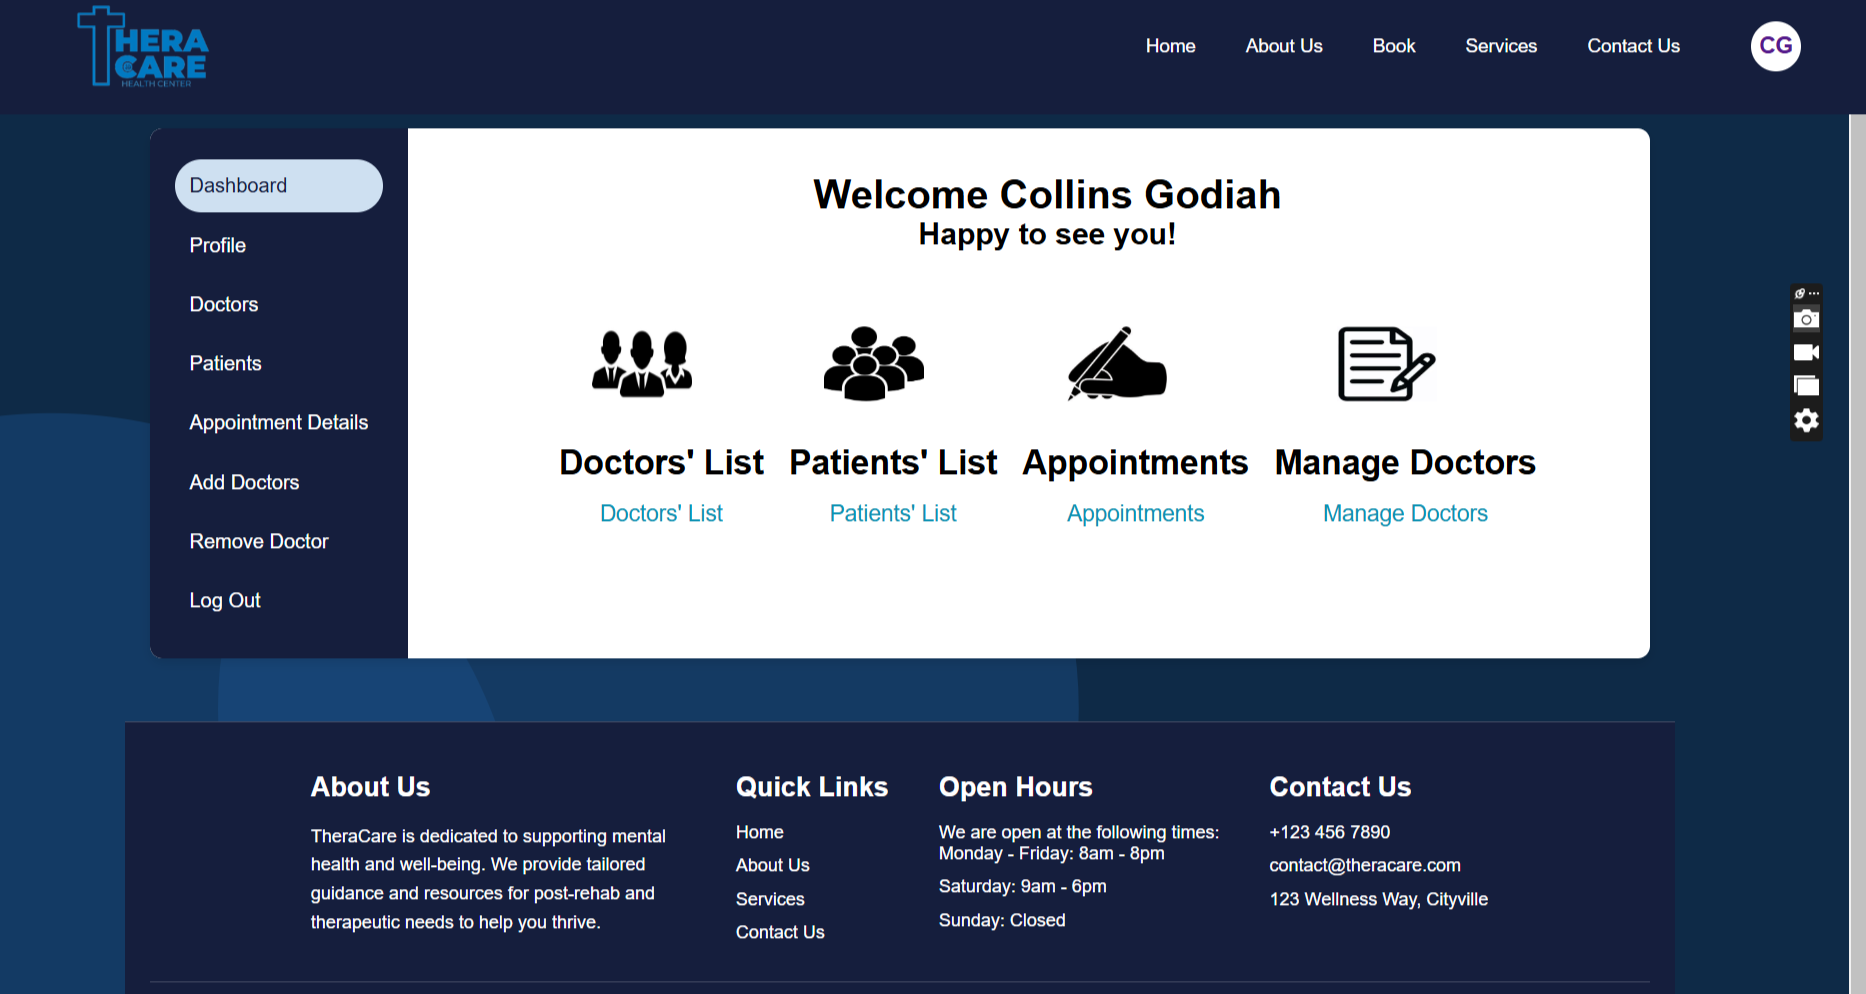 THERA
CARE
HEALTH CENTER
Home
About Us
Book
Services
Contact Us
CG
Dashboard
Profile
Doctors
Patients
Appointment Details
Add Doctors
Remove Doctor
Log Out
Welcome Collins Godiah
Happy to see you!
Doctors' List
Doctors' List
Patients' List
Patients' List
Appointments
Appointments
Manage Doctors
Manage Doctors
About Us
TheraCare is dedicated to supporting mental
health and well-being. We provide tailored
guidance and resources for post-rehab and
therapeutic needs to help you thrive.
Quick Links
Home
About Us
Services
Contact Us
Open Hours
We are open at the following times:
Monday - Friday: 8am - 8pm
Saturday: 9am - 6pm
Sunday: Closed
Contact Us
+123 456 7890
contact@theracare.com
123 Wellness Way, Cityville